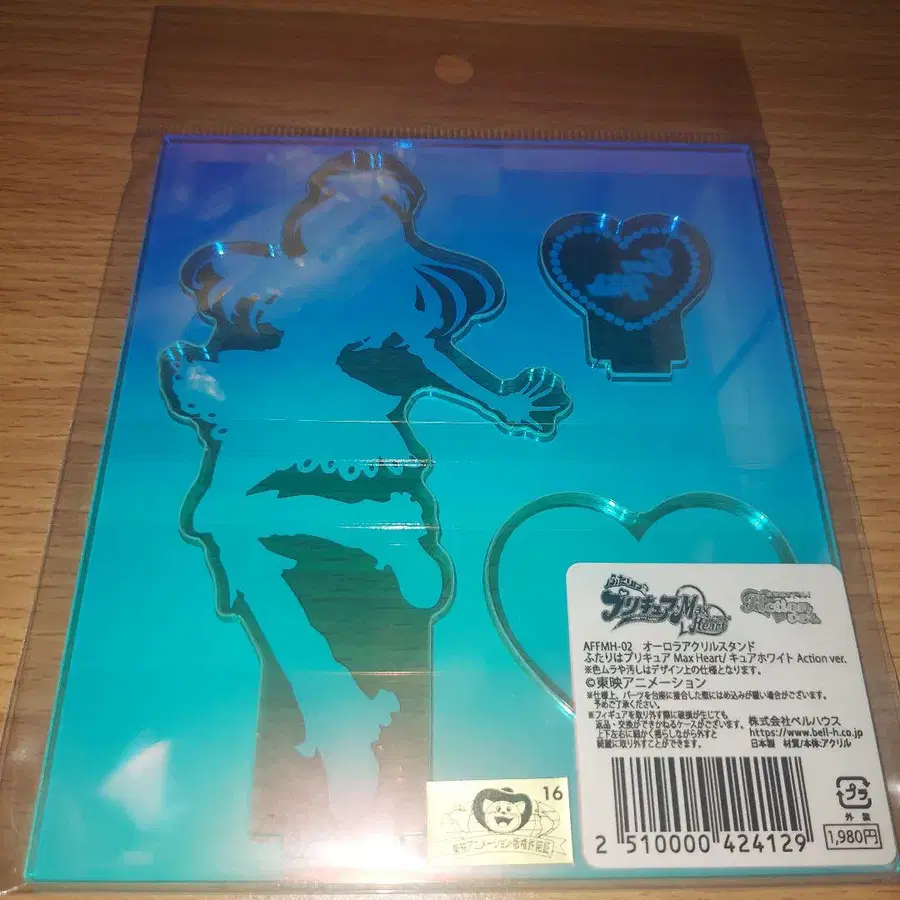 ふたりは
プリキュア Max
Heart
Action
AFFMH-02 オーロラアクリルスタンド
ふたりはプリキュア Max Heart/ キュアホワイト Action ver.
※色ムラや汚しはデザイン上の仕様となります。
©東映アニメーション
※仕様上、パーツを台座に接合した際にはめ込みが緩い場合がございます。
予めご了承ください。
※フィギュアを取り外す際に破損が生じても
返品・交換ができかねるケースがございます。
上下左右に細かく揺らしながら外すと
綺麗に取り外すことができます。
株式会社ベルハウス
https://www.bell-h.co.jp
日本製 材質/本体:アクリル
プラ
外装
2 510000 424129
1,980円
16
東映アニメーション・版権許諾証